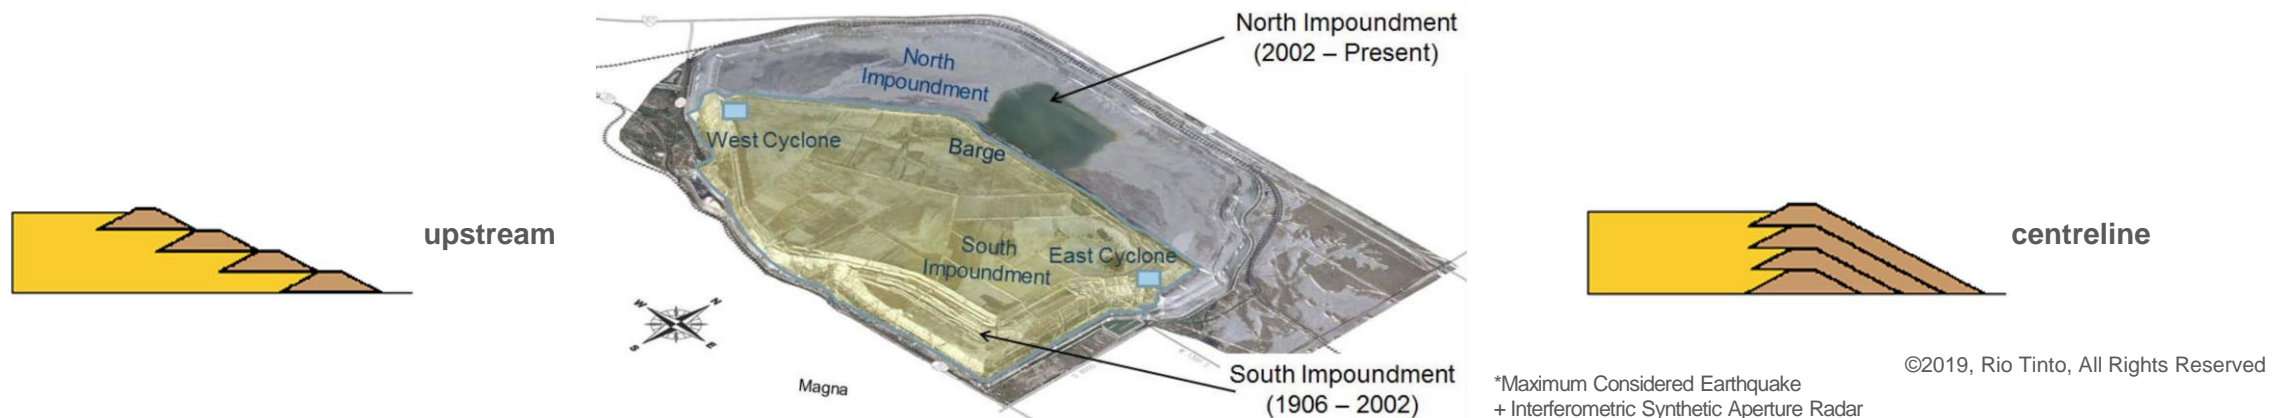 North Impoundment
(2002 – Present)
North
Impoundment
West Cyclone
Barge
upstream
South
Impoundment
East Cyclone
centreline
W
N
S
E
Magna
South Impoundment
(1906 – 2002)
©2019, Rio Tinto, All Rights Reserved
*Maximum Considered Earthquake
+ Interferometric Synthetic Aperture Radar